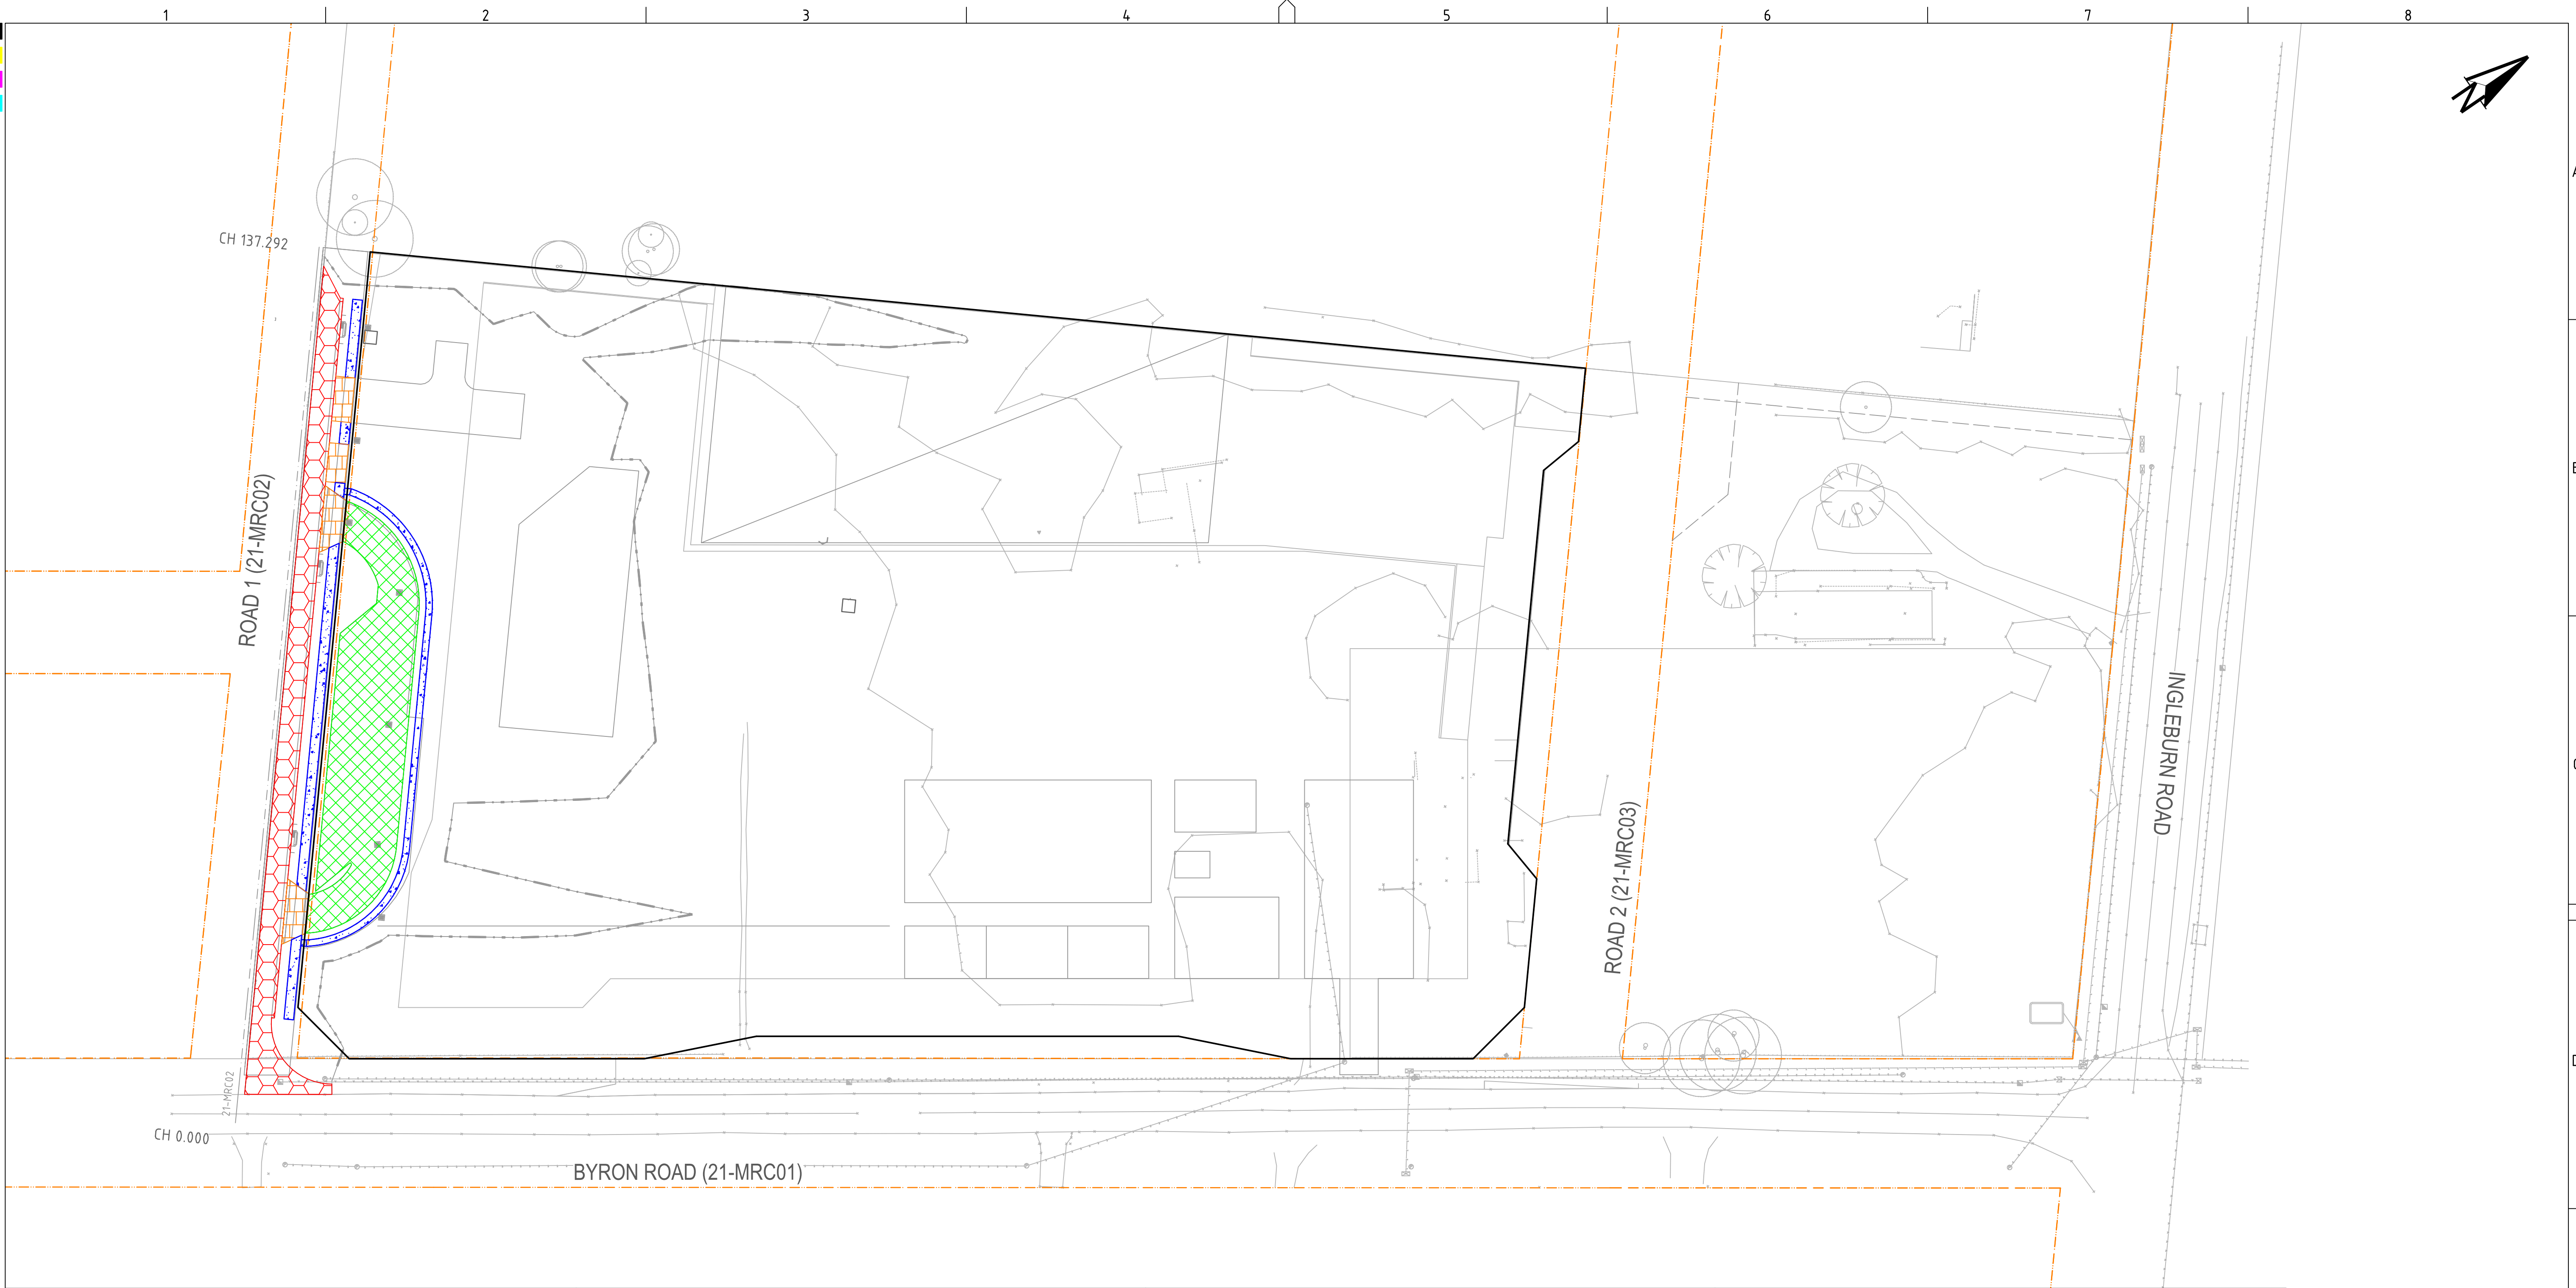 1 2 3 4 5 6 7 8
A
CH 137.292
B
ROAD 1 (21-MRC02)
INGLEBURN ROAD
ROAD 2 (21-MRC03)
D
21-MRC02
CH 0.000
BYRON ROAD (21-MRC01)